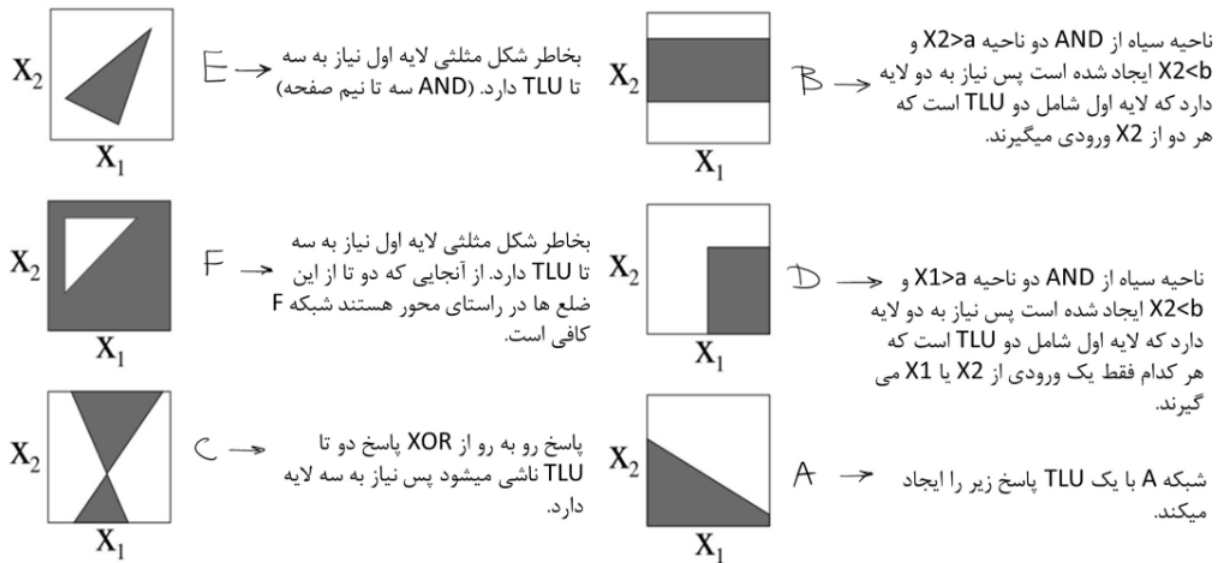 X₂
X₁
E →
بخاطر شکل مثلثی لایه اول نیاز به سه
تا TLU دارد. (AND سه تا نیم صفحه)
X₂
X₁
B →
ناحیه سیاه از AND دو ناحیه X2>a و
X2<b ایجاد شده است پس نیاز به دو لایه
دارد که لایه اول شامل دو TLU است که
هر دو از X2 ورودی میگیرند.
X₂
X₁
F →
بخاطر شکل مثلثی لایه اول نیاز به سه
تا TLU دارد. از آنجایی که دو تا از این
ضلع ها در راستای محور هستند شبکه F
کافی است.
X₂
X₁
D →
ناحیه سیاه از AND دو ناحیه X1>a و
X2<b ایجاد شده است پس نیاز به دو لایه
دارد که لایه اول شامل دو TLU است که
هر کدام فقط یک ورودی از X2 یا X1 می
گیرند.
X₂
X₁
C →
پاسخ رو به رو از XOR پاسخ دو تا
TLU ناشی میشود پس نیاز به سه لایه
دارد.
X₂
X₁
A →
شبکه A با یک TLU پاسخ زیر را ایجاد
میکند.